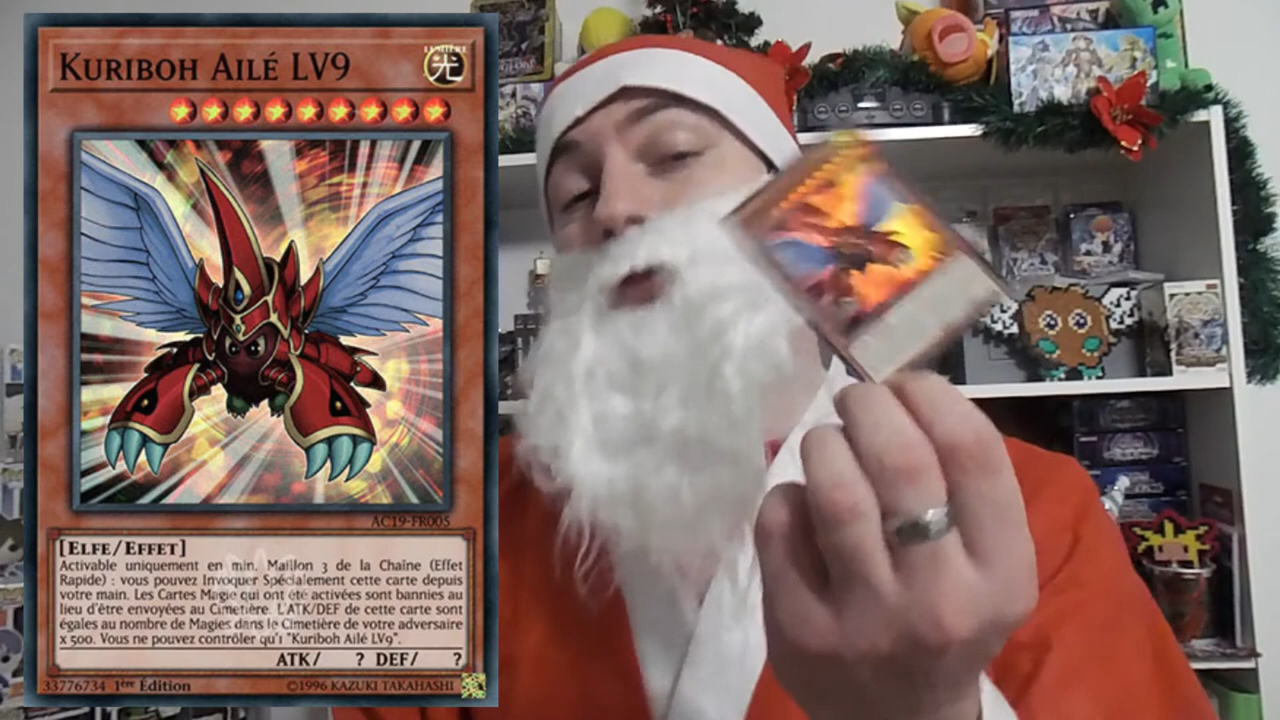 KURIBOH AILÉ LV9
LUMIÈRE
光
AC19-FR005
[ELFE/EFFET]
Activable uniquement en min. Maillon 3 de la Chaîne (Effet
Rapide) : vous pouvez Invoquer Spécialement cette carte depuis
votre main. Les Cartes Magie qui ont été activées sont bannies au
lieu d'être envoyées au Cimetière. L'ATK/DEF de cette carte sont
égales au nombre de Magies dans le Cimetière de votre adversaire
x 500. Vous ne pouvez contrôler qu'1 "Kuriboh Ailé LV9".
ATK/ ? DEF/ ?
33776734 1ère Édition ©1996 KAZUKI TAKAHASHI